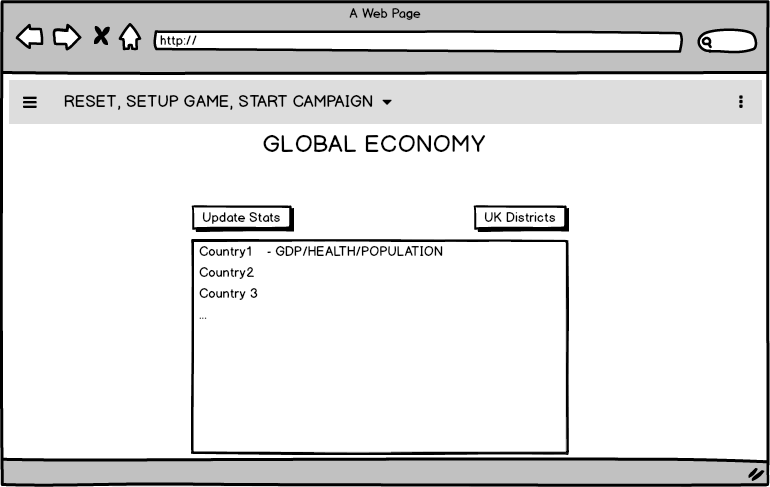 A Web Page
http://
RESET, SETUP GAME, START CAMPAIGN
GLOBAL ECONOMY
Update Stats
UK Districts
Country1 - GDP/HEALTH/POPULATION
Country2
Country 3
...